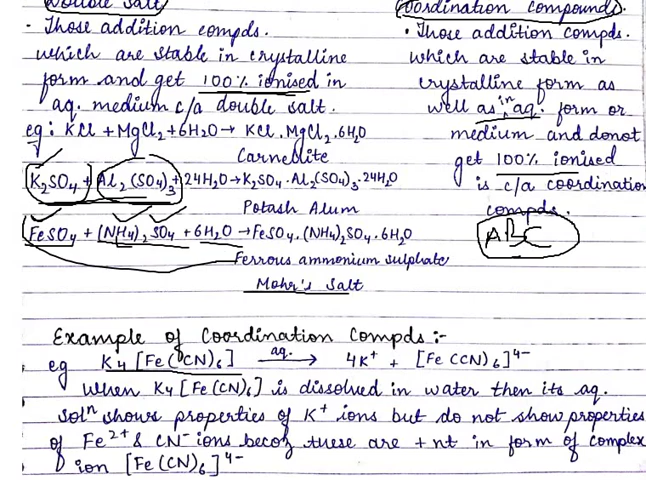 Double Salt
- Those addition compds.
which are stable in crystalline
form and get 100% ionised in
aq. medium c/a double salt.
eg: KCl + MgCl2 + 6H2O → KCl.MgCl2.6H2O
Carnellite
K2SO4 + Al2(SO4)3 + 24H2O → K2SO4.Al2(SO4)3.24H2O
Potash Alum
FeSO4 + (NH4)2SO4 + 6H2O → FeSO4.(NH4)2SO4.6H2O
Ferrous ammonium sulphate
Mohr's Salt
Coordination Compounds.
• Those addition compds.
which are stable in
crystalline form as
well as in aq. form or
medium and donot
get 100% ionised
is c/a coordination
compds.
ABC
Example of Coordination Compds :-
eg K4[Fe(CN)6] aq. → 4K+ + [Fe(CN)6]4-
When K4[Fe(CN)6] is dissolved in water then its aq.
soln shows properties of K+ ions but do not show properties
of Fe2+ & CN- ions becoz these are +nt in form of complex
ion [Fe(CN)6]4-